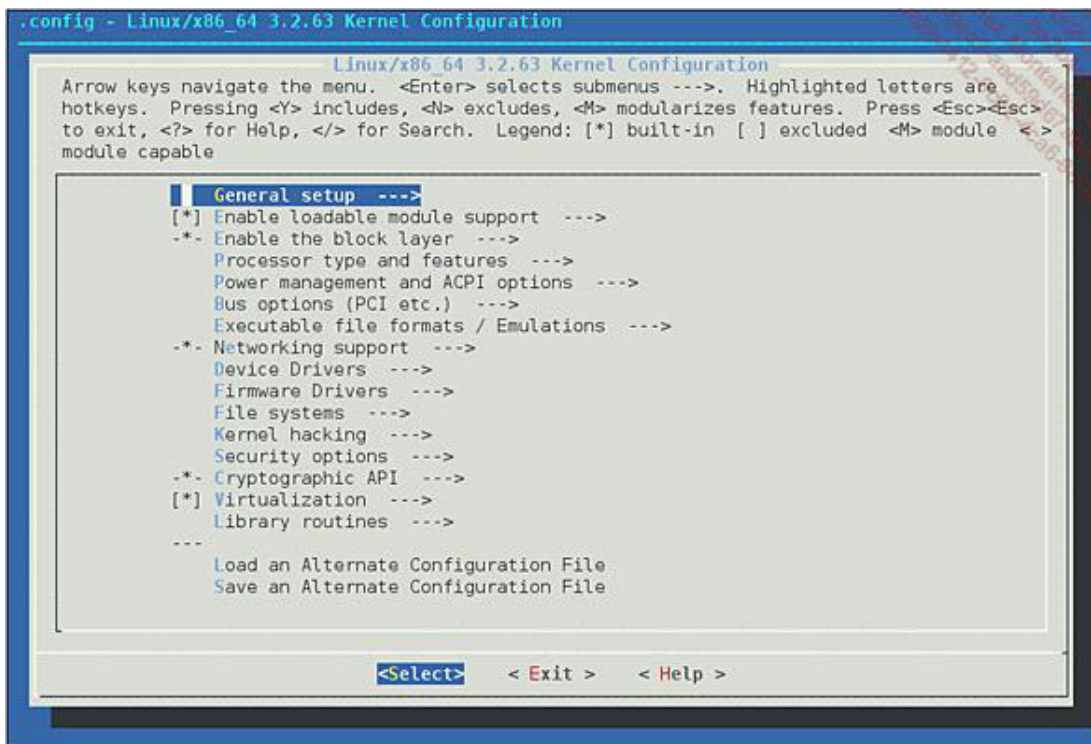 .config - Linux/x86_64 3.2.63 Kernel Configuration
Linux/x86_64 3.2.63 Kernel Configuration
Arrow keys navigate the menu.  <Enter> selects submenus --->.  Highlighted letters are
hotkeys.  Pressing <Y> includes, <N> excludes, <M> modularizes features.  Press <Esc><Esc>
to exit, <?> for Help, </> for Search.  Legend: [*] built-in  [ ] excluded  <M> module  < >
module capable
General setup  --->
[*] Enable loadable module support  --->
-*- Enable the block layer  --->
Processor type and features  --->
Power management and ACPI options  --->
Bus options (PCI etc.)  --->
Executable file formats / Emulations  --->
-*- Networking support  --->
Device Drivers  --->
Firmware Drivers  --->
File systems  --->
Kernel hacking  --->
Security options  --->
-*- Cryptographic API  --->
[*] Virtualization  --->
Library routines  --->
---
Load an Alternate Configuration File
Save an Alternate Configuration File
<Select>    < Exit >    < Help >